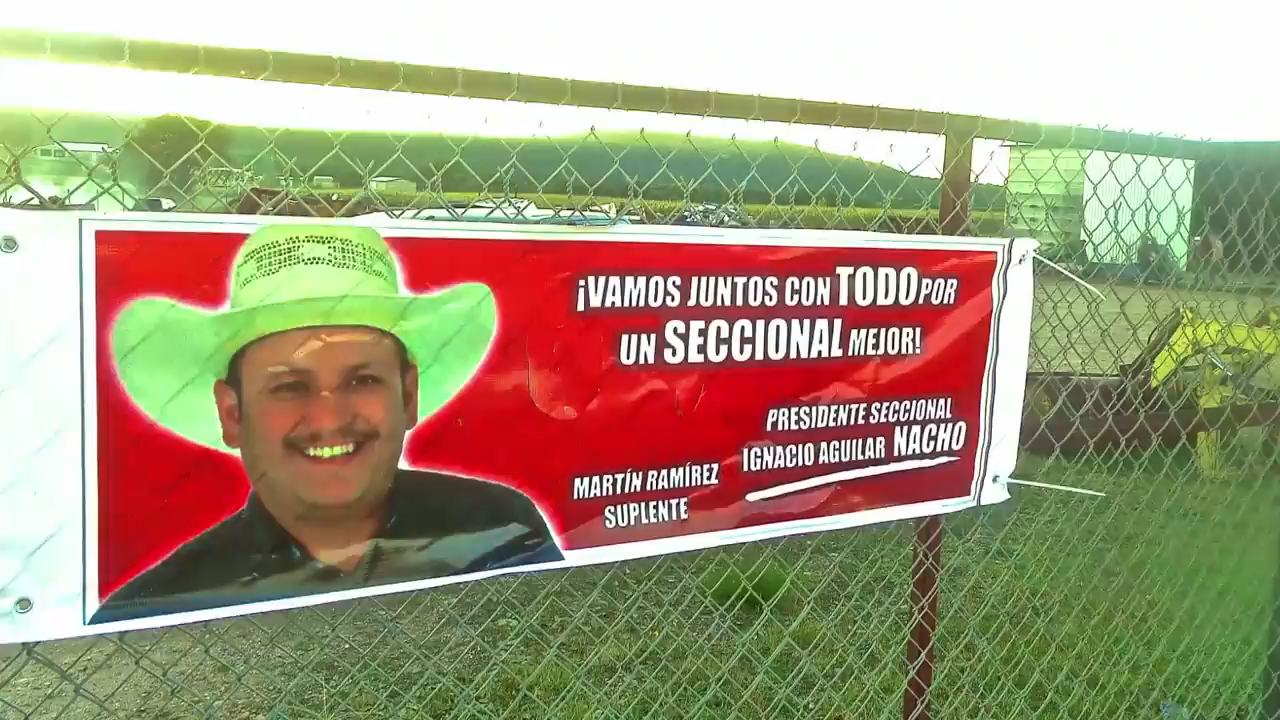 ¡VAMOS JUNTOS CON TODO POR
UN SECCIONAL MEJOR!
PRESIDENTE SECCIONAL
IGNACIO AGUILAR NACHO
MARTÍN RAMÍREZ
SUPLENTE